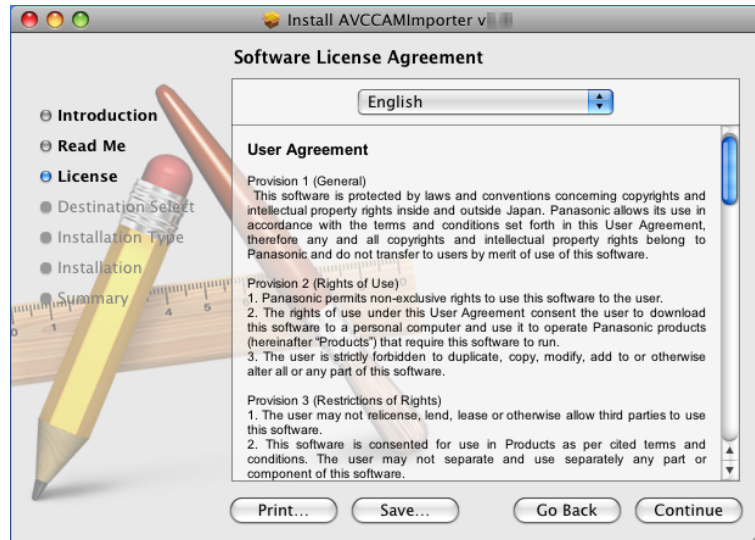 Install AVCCAMImporter v
Software License Agreement
English
Introduction
Read Me
License
Destination Select
Installation Type
Installation
Summary
User Agreement
Provision 1 (General)
This software is protected by laws and conventions concerning copyrights and
intellectual property rights inside and outside Japan. Panasonic allows its use in
accordance with the terms and conditions set forth in this User Agreement,
therefore any and all copyrights and intellectual property rights belong to
Panasonic and do not transfer to users by merit of use of this software.
Provision 2 (Rights of Use)
1. Panasonic permits non-exclusive rights to use this software to the user.
2. The rights of use under this User Agreement consent the user to download
this software to a personal computer and use it to operate Panasonic products
(hereinafter “Products”) that require this software to run.
3. The user is strictly forbidden to duplicate, copy, modify, add to or otherwise
alter all or any part of this software.
Provision 3 (Restrictions of Rights)
1. The user may not relicense, lend, lease or otherwise allow third parties to use
this software.
2. This software is consented for use in Products as per cited terms and
conditions. The user may not separate and use separately any part or
component of this software.
0 1 4 5
Print... Save... Go Back Continue